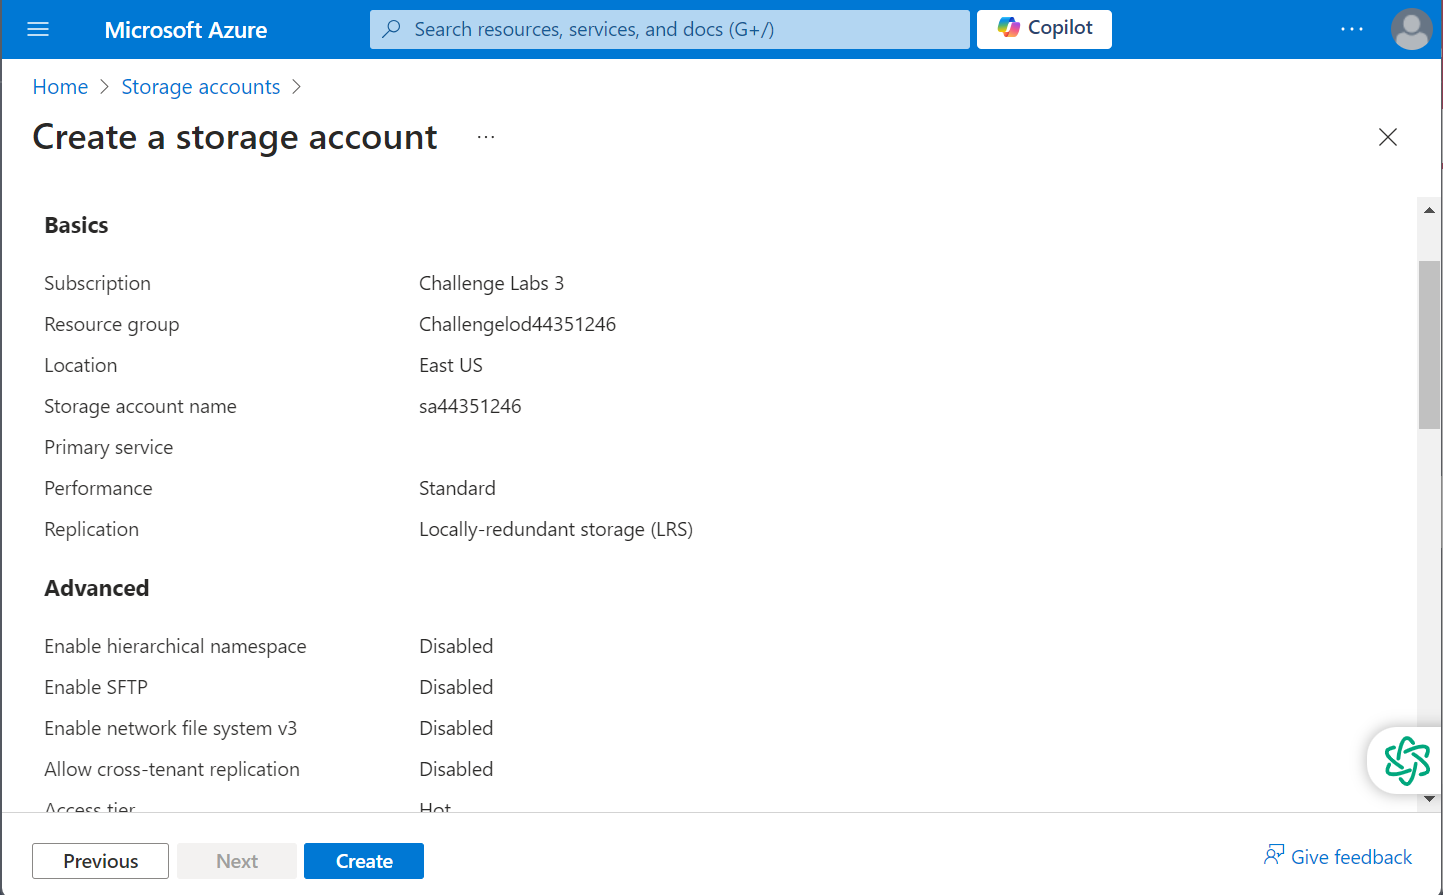 Microsoft Azure
Search resources, services, and docs (G+/)
Copilot
...
Home > Storage accounts >
Create a storage account ...
Basics
Subscription Challenge Labs 3
Resource group Challengelod44351246
Location East US
Storage account name sa44351246
Primary service
Performance Standard
Replication Locally-redundant storage (LRS)
Advanced
Enable hierarchical namespace Disabled
Enable SFTP Disabled
Enable network file system v3 Disabled
Allow cross-tenant replication Disabled
Access tier Hot
Previous Next Create Give feedback